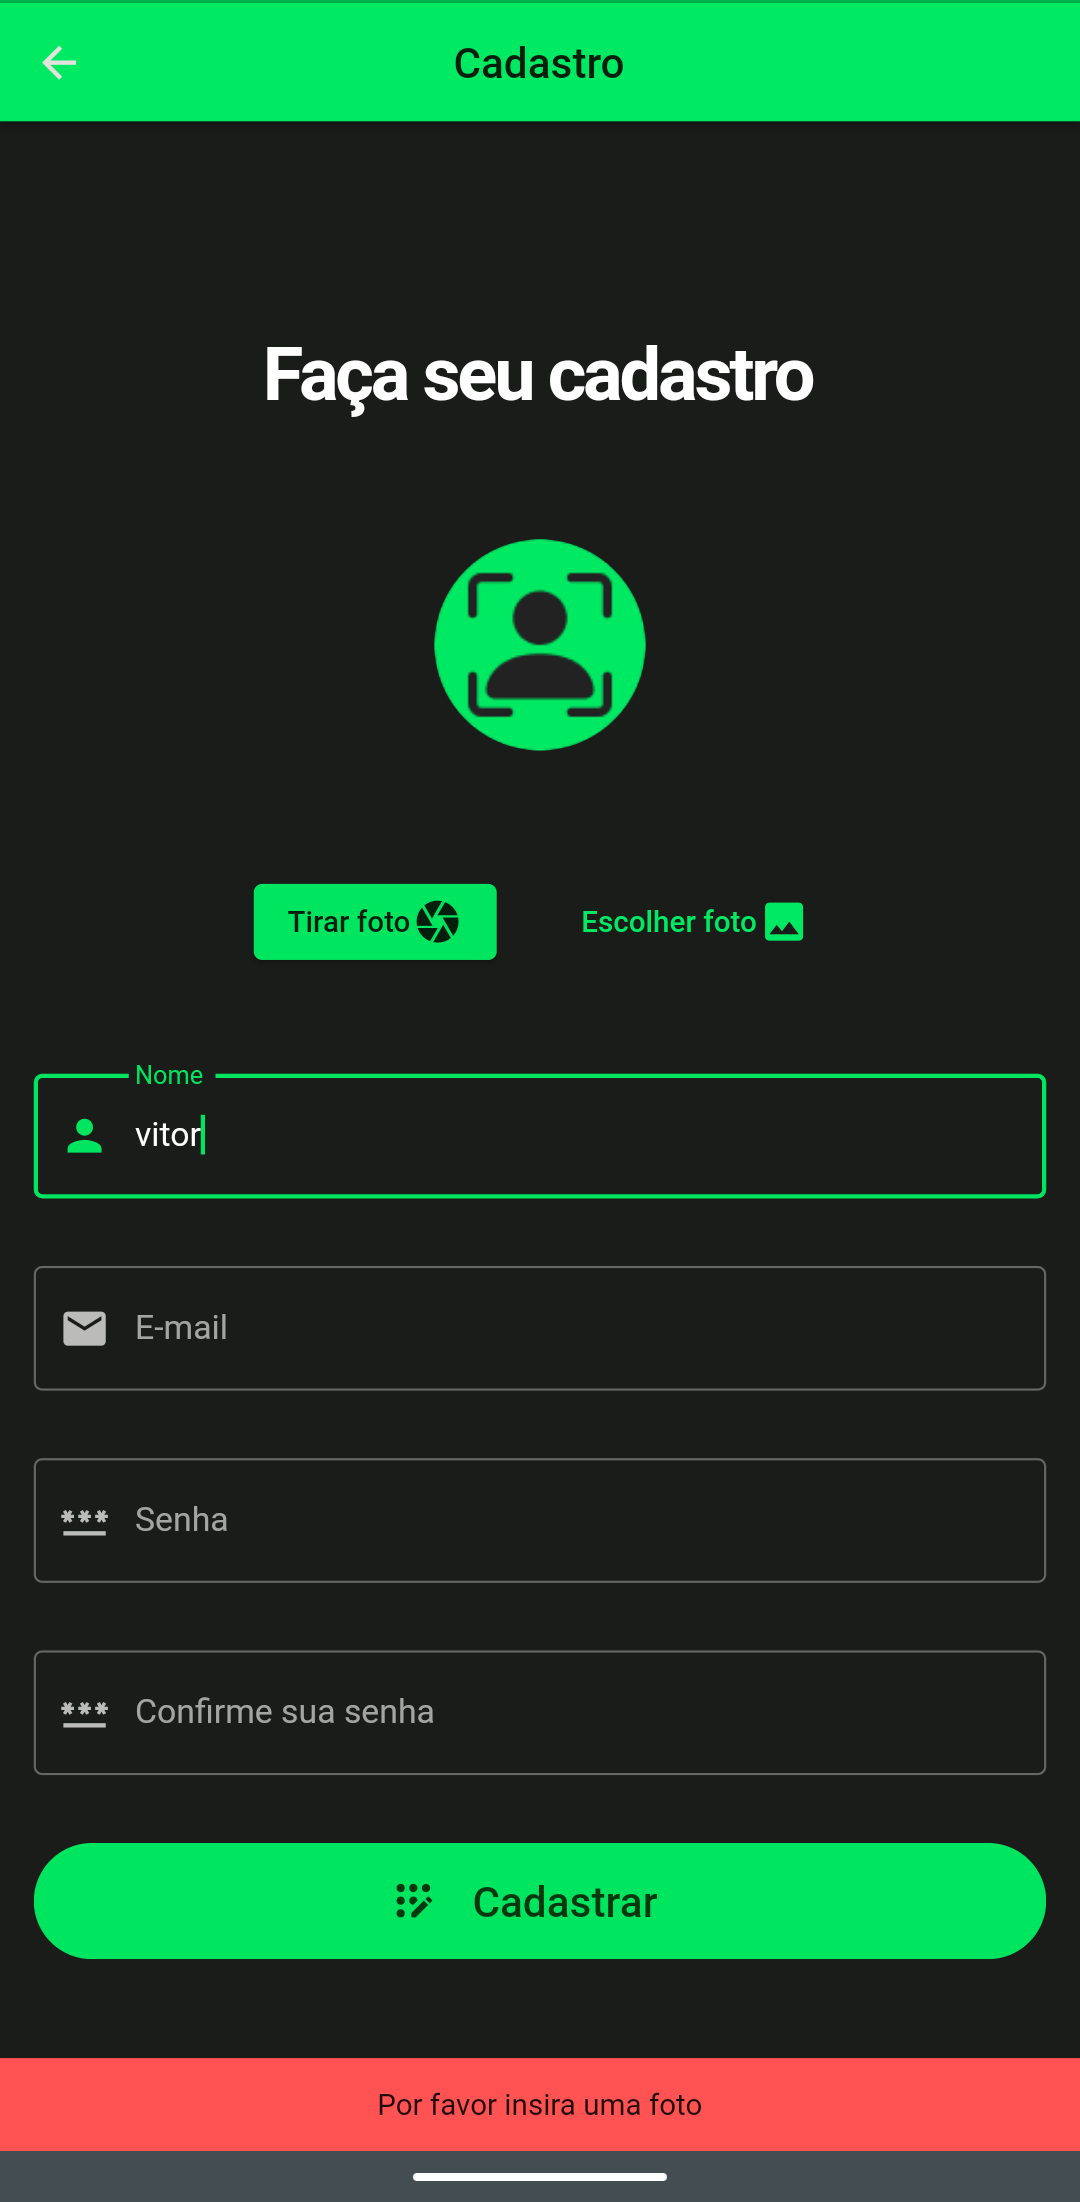 Cadastro
Faça seu cadastro
Tirar foto
Escolher foto
Nome
vitor
E-mail
Senha
Confirme sua senha
Cadastrar
Por favor insira uma foto